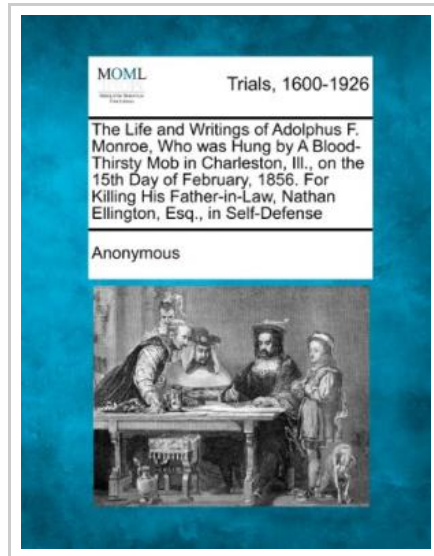 MOML
Trials, 1600-1926
The Life and Writings of Adolphus F.
Monroe, Who was Hung by A Blood-
Thirsty Mob in Charleston, Ill., on the
15th Day of February, 1856. For
Killing His Father-in-Law, Nathan
Ellington, Esq., in Self-Defense
Anonymous